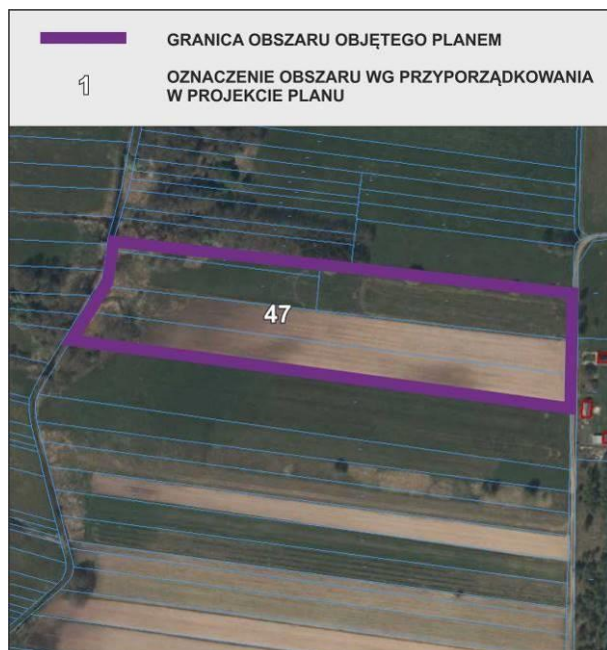 GRANICA OBSZARU OBJĘTEGO PLANEM
1
OZNACZENIE OBSZARU WG PRZYPORZĄDKOWANIA
W PROJEKCIE PLANU
47